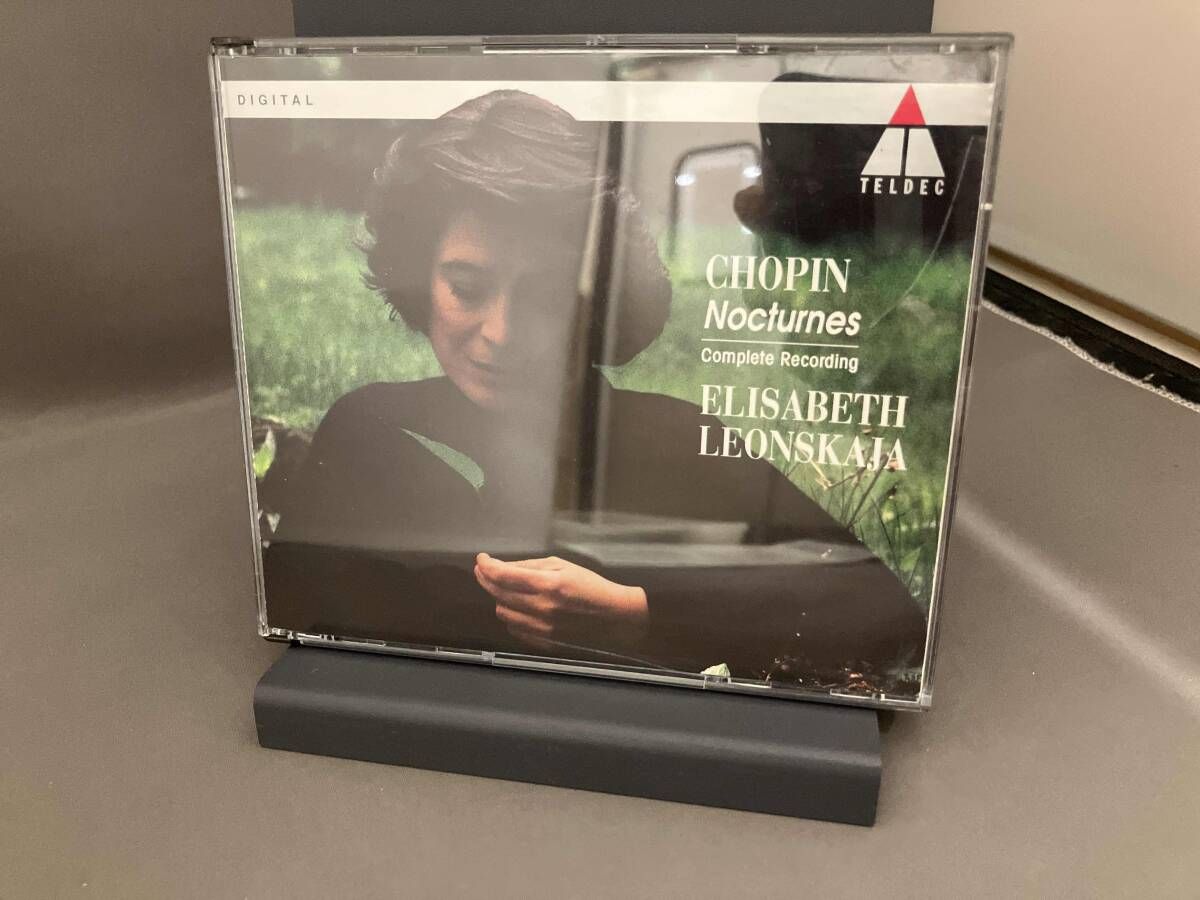 DIGITAL
TELDEC
CHOPIN
Nocturnes
Complete Recording
ELISABETH
LEONSKAJA